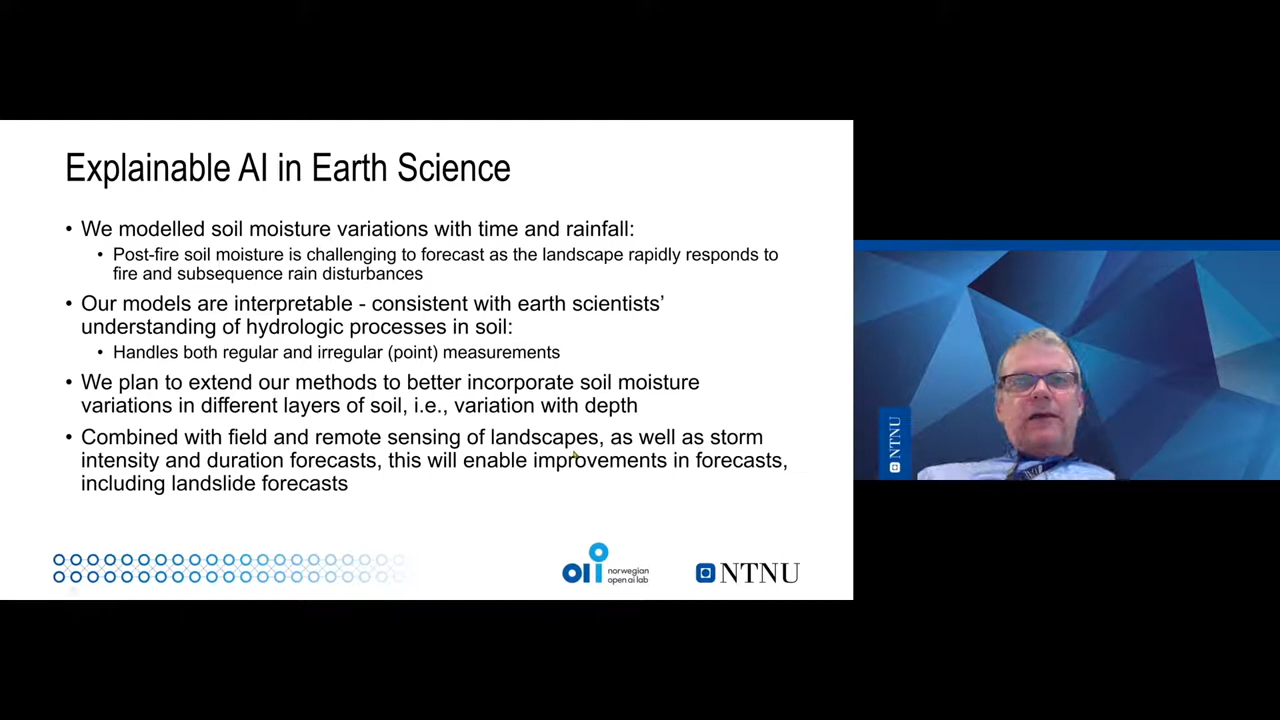 Explainable AI in Earth Science
• We modelled soil moisture variations with time and rainfall:
• Post-fire soil moisture is challenging to forecast as the landscape rapidly responds to
fire and subsequence rain disturbances
• Our models are interpretable - consistent with earth scientists'
understanding of hydrologic processes in soil:
• Handles both regular and irregular (point) measurements
• We plan to extend our methods to better incorporate soil moisture
variations in different layers of soil, i.e., variation with depth
• Combined with field and remote sensing of landscapes, as well as storm
intensity and duration forecasts, this will enable improvements in forecasts,
including landslide forecasts
norwegian
open ai lab
NTNU
NTNU